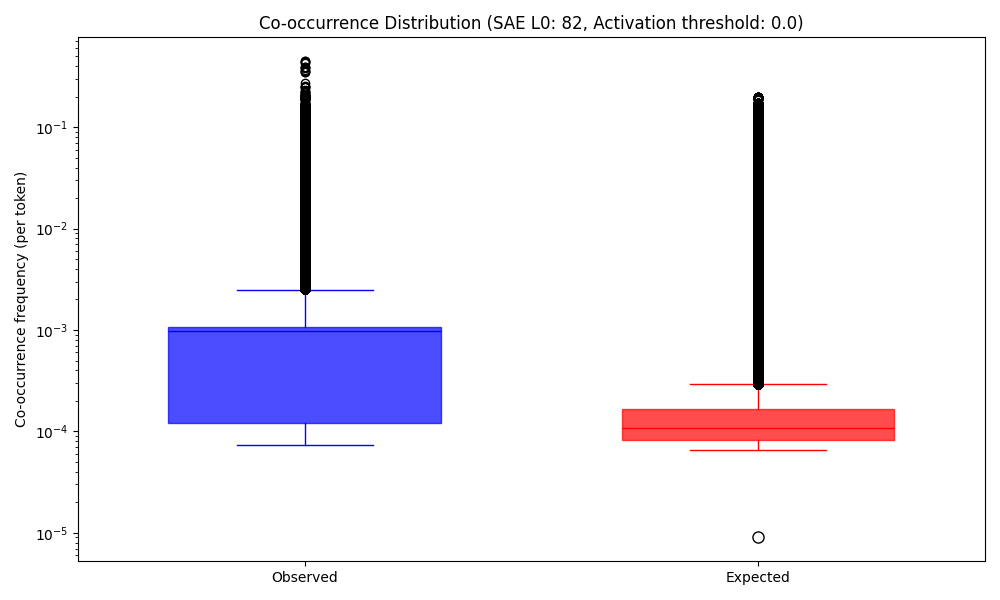 Co-occurrence Distribution (SAE L0: 82, Activation threshold: 0.0)
Co-occurrence frequency (per token)
10⁻¹
10⁻²
10⁻³
10⁻⁴
10⁻⁵
Observed
Expected